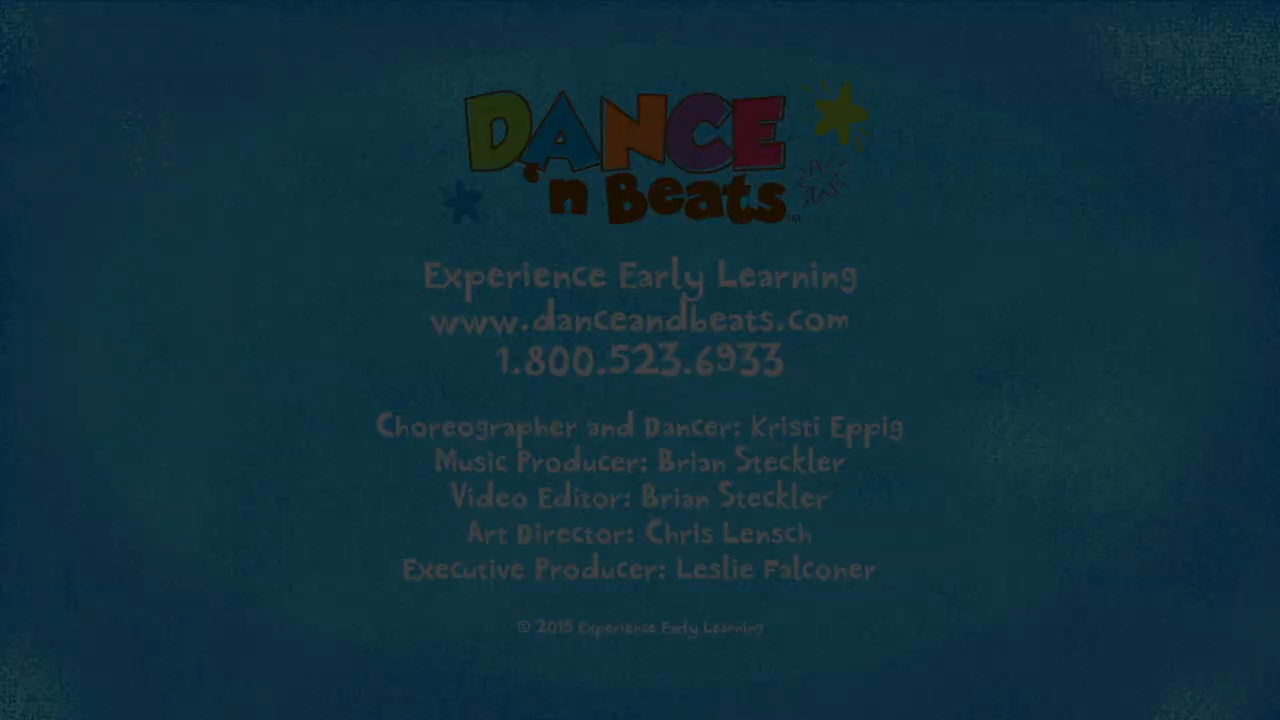 DANCE
'n Beats™
Experience Early Learning
www.danceandbeats.com
1.800.523.6933
Choreographer and Dancer: Kristi Eppig
Music Producer: Brian Steckler
Video Editor: Brian Steckler
Art Director: Chris Lensch
Executive Producer: Leslie Falconer
© 2015 Experience Early Learning